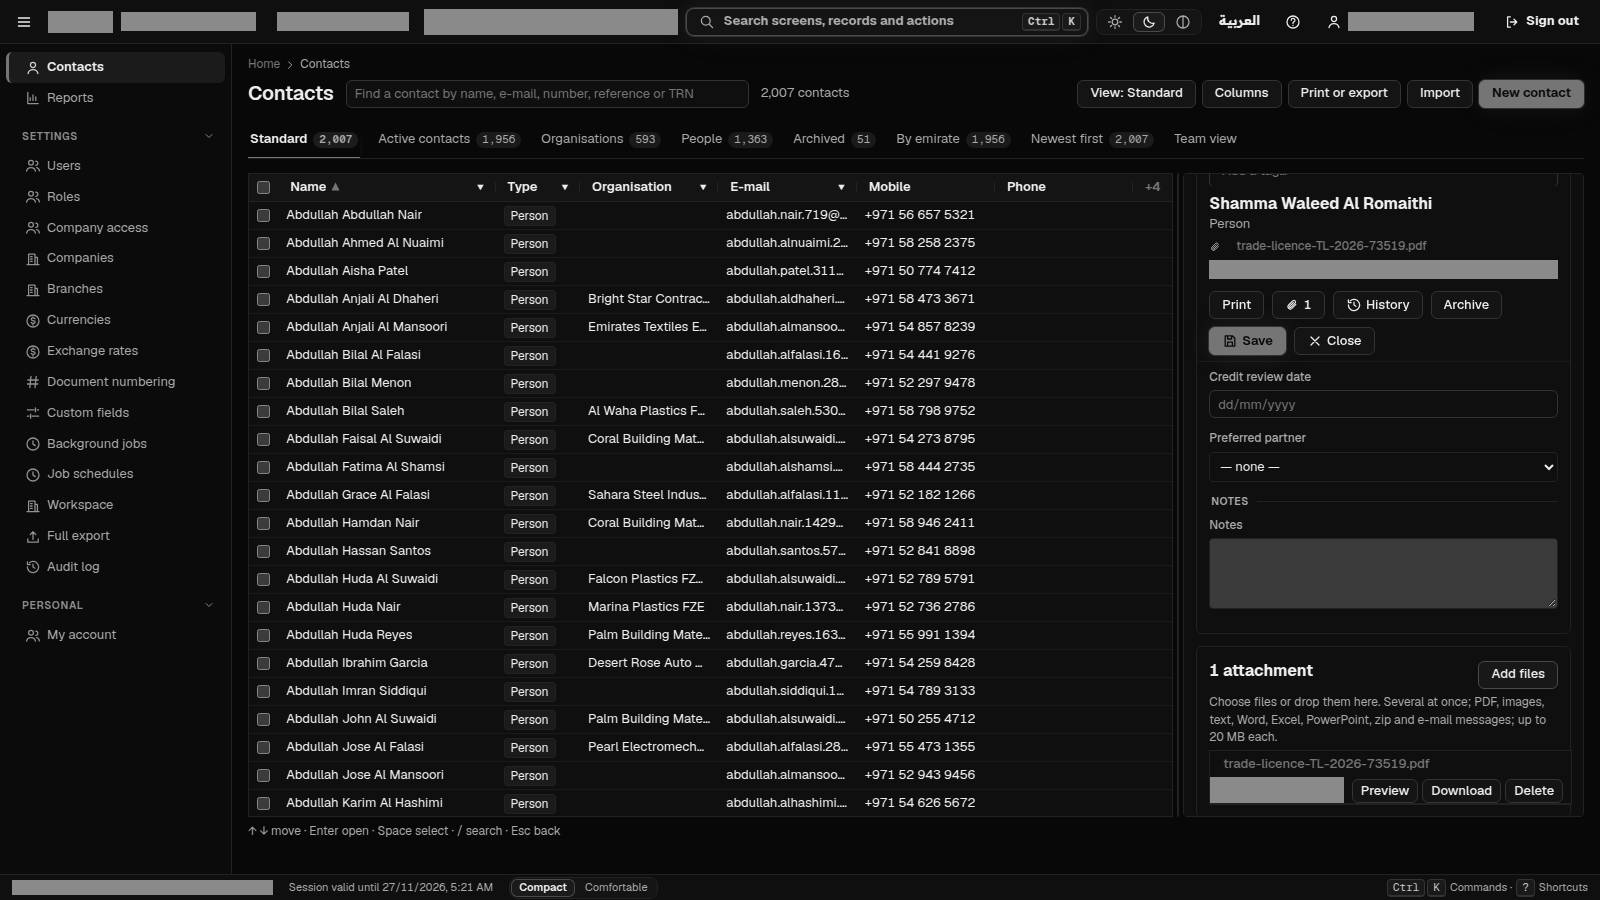 Search screens, records and actions Ctrl K العربية Sign out
Contacts
Reports
SETTINGS
Users
Roles
Company access
Companies
Branches
Currencies
Exchange rates
Document numbering
Custom fields
Background jobs
Job schedules
Workspace
Full export
Audit log
PERSONAL
My account
Home > Contacts
Contacts Find a contact by name, e-mail, number, reference or TRN 2,007 contacts View: Standard Columns Print or export Import New contact
Standard 2,007 Active contacts 1,956 Organisations 593 People 1,363 Archived 51 By emirate 1,956 Newest first 2,007 Team view
Name Type Organisation E-mail Mobile Phone +4
Abdullah Abdullah Nair Person abdullah.nair.719@... +971 56 657 5321
Abdullah Ahmed Al Nuaimi Person abdullah.alnuaimi.2... +971 58 258 2375
Abdullah Aisha Patel Person abdullah.patel.311... +971 50 774 7412
Abdullah Anjali Al Dhaheri Person Bright Star Contrac... abdullah.aldhaheri.... +971 58 473 3671
Abdullah Anjali Al Mansoori Person Emirates Textiles E... abdullah.almansoo... +971 54 857 8239
Abdullah Bilal Al Falasi Person abdullah.alfalasi.16... +971 54 441 9276
Abdullah Bilal Menon Person abdullah.menon.28... +971 52 297 9478
Abdullah Bilal Saleh Person Al Waha Plastics F... abdullah.saleh.530... +971 58 798 9752
Abdullah Faisal Al Suwaidi Person Coral Building Mat... abdullah.alsuwaidi.... +971 54 273 8795
Abdullah Fatima Al Shamsi Person abdullah.alshamsi.... +971 58 444 2735
Abdullah Grace Al Falasi Person Sahara Steel Indus... abdullah.alfalasi.11... +971 52 182 1266
Abdullah Hamdan Nair Person Coral Building Mat... abdullah.nair.1429... +971 58 946 2411
Abdullah Hassan Santos Person abdullah.santos.57... +971 52 841 8898
Abdullah Huda Al Suwaidi Person Falcon Plastics FZ... abdullah.alsuwaidi.... +971 52 789 5791
Abdullah Huda Nair Person Marina Plastics FZE abdullah.nair.1373... +971 52 736 2786
Abdullah Huda Reyes Person Palm Building Mate... abdullah.reyes.163... +971 55 991 1394
Abdullah Ibrahim Garcia Person Desert Rose Auto ... abdullah.garcia.47... +971 54 259 8428
Abdullah Imran Siddiqui Person abdullah.siddiqui.1... +971 54 789 3133
Abdullah John Al Suwaidi Person Palm Building Mate... abdullah.alsuwaidi.... +971 50 255 4712
Abdullah Jose Al Falasi Person Pearl Electromech... abdullah.alfalasi.28... +971 55 473 1355
Abdullah Jose Al Mansoori Person abdullah.almansoo... +971 52 943 9456
Abdullah Karim Al Hashimi Person abdullah.alhashimi.... +971 54 626 5672
↑↓ move · Enter open · Space select · / search · Esc back
Shamma Waleed Al Romaithi
Person
trade-licence-TL-2026-73519.pdf
Print 1 History Archive
Save Close
Credit review date
dd/mm/yyyy
Preferred partner
— none —
NOTES
Notes
1 attachment Add files
Choose files or drop them here. Several at once; PDF, images,
text, Word, Excel, PowerPoint, zip and e-mail messages; up to
20 MB each.
trade-licence-TL-2026-73519.pdf
Preview Download Delete
Session valid until 27/11/2026, 5:21 AM Compact Comfortable Ctrl K Commands · ? Shortcuts